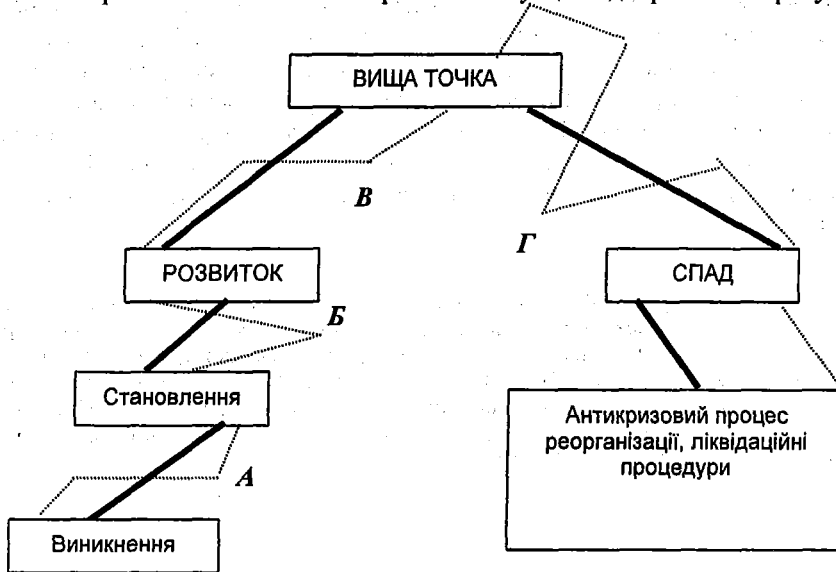 ВИЩА ТОЧКА
В
Г
РОЗВИТОК
СПАД
Б
Становлення
Антикризовий процес
реорганізації, ліквідаційні
процедури
А
Виникнення